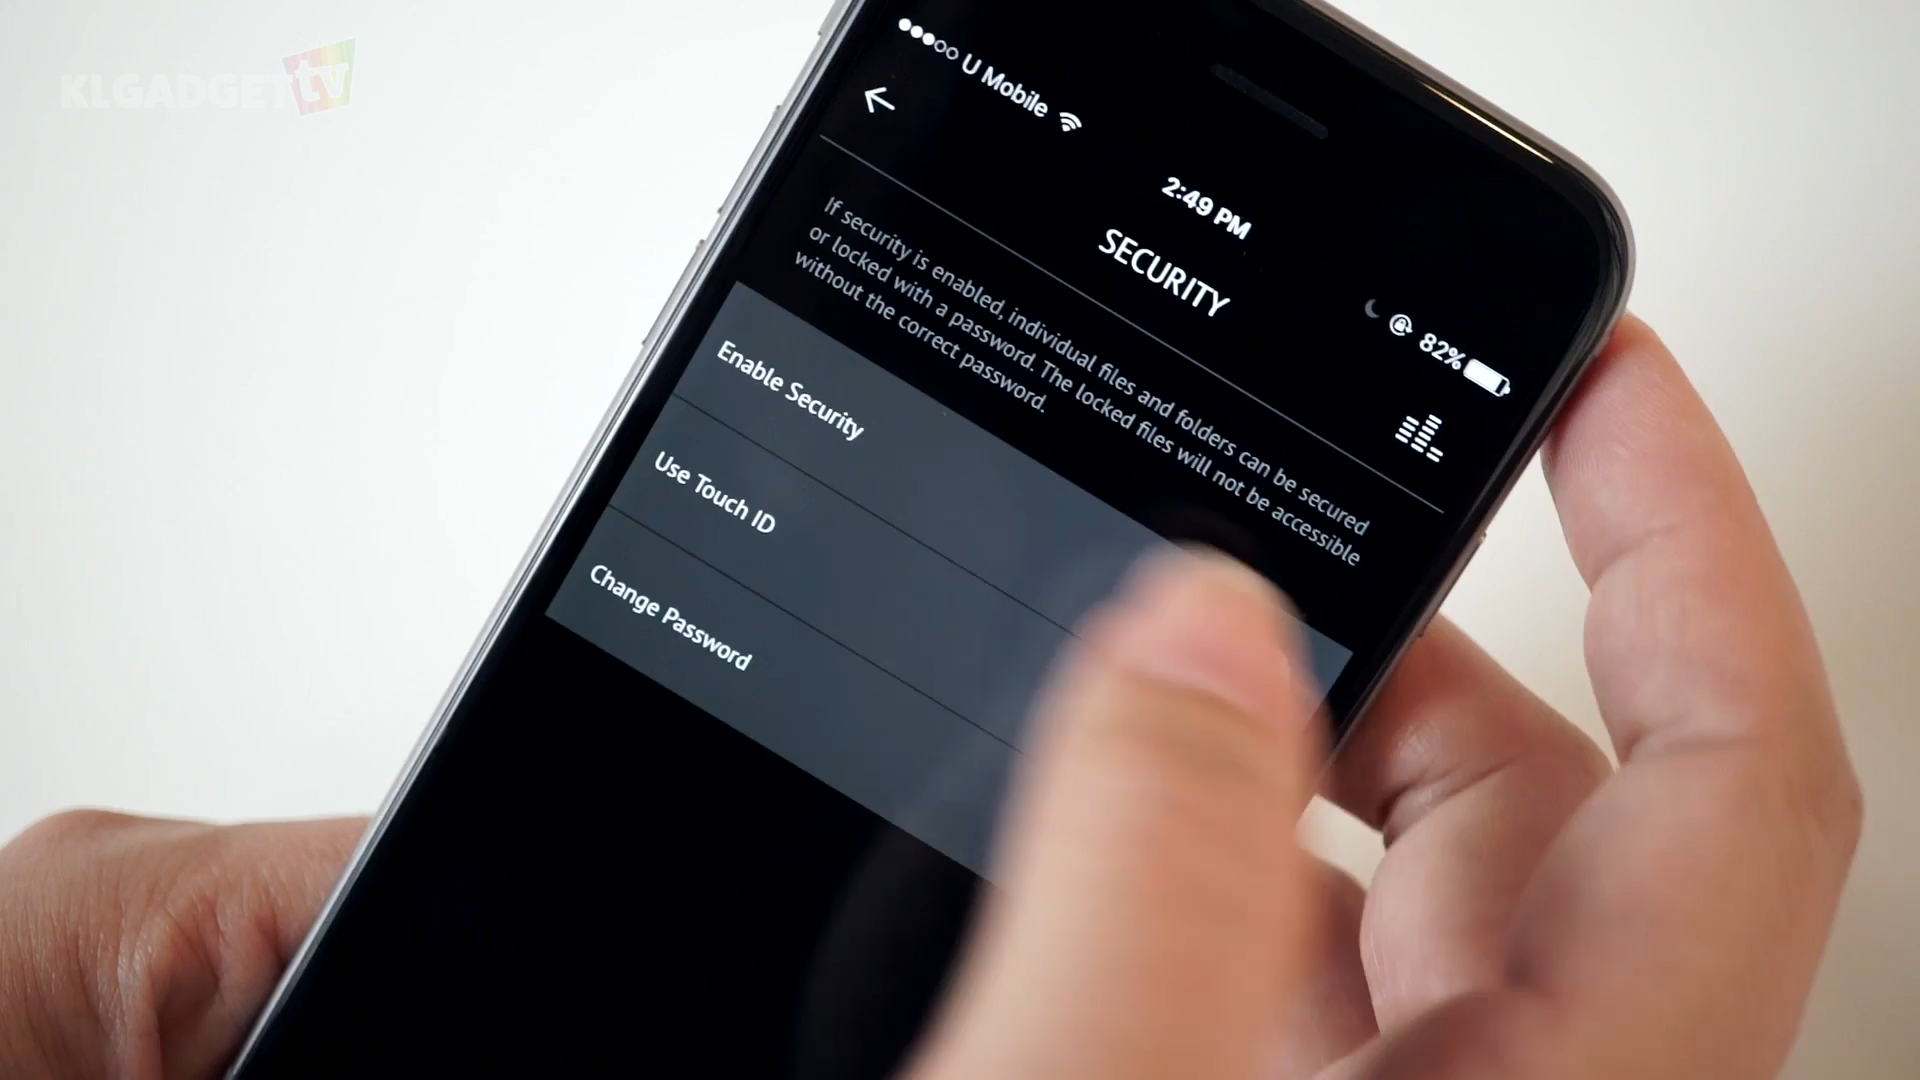 KLGADGETtv
U Mobile
2:49 PM
82%
SECURITY
If security is enabled, individual files and folders can be secured
or locked with a password. The locked files will not be accessible
without the correct password.
Enable Security
Use Touch ID
Change Password